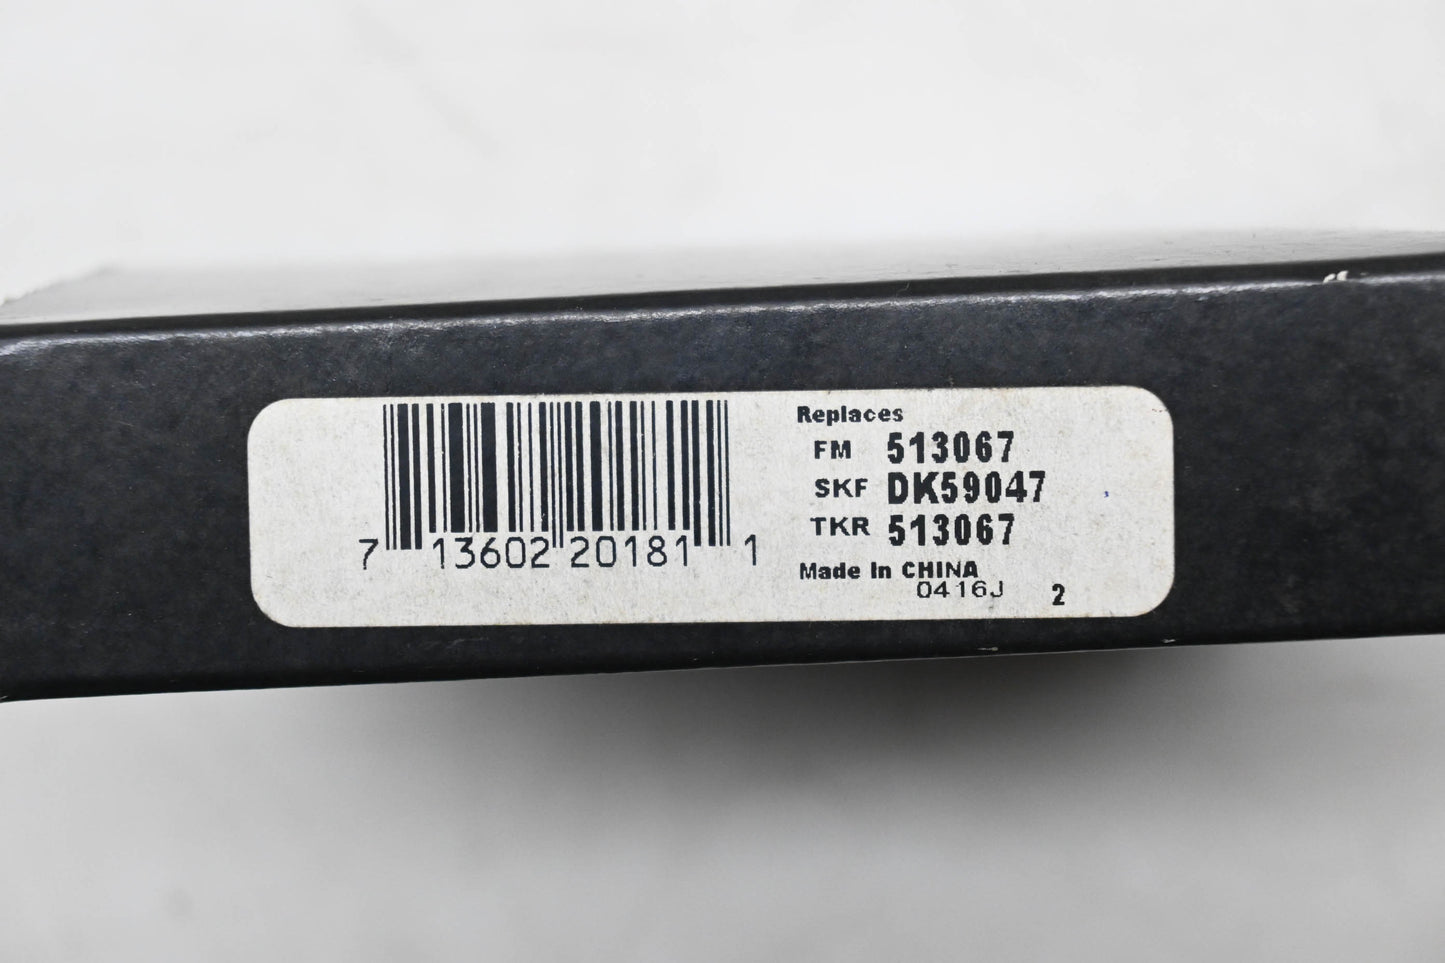 7 13602 20181 1
Replaces
FM 513067
SKF DK59047
TKR 513067
Made In CHINA
0416J 2